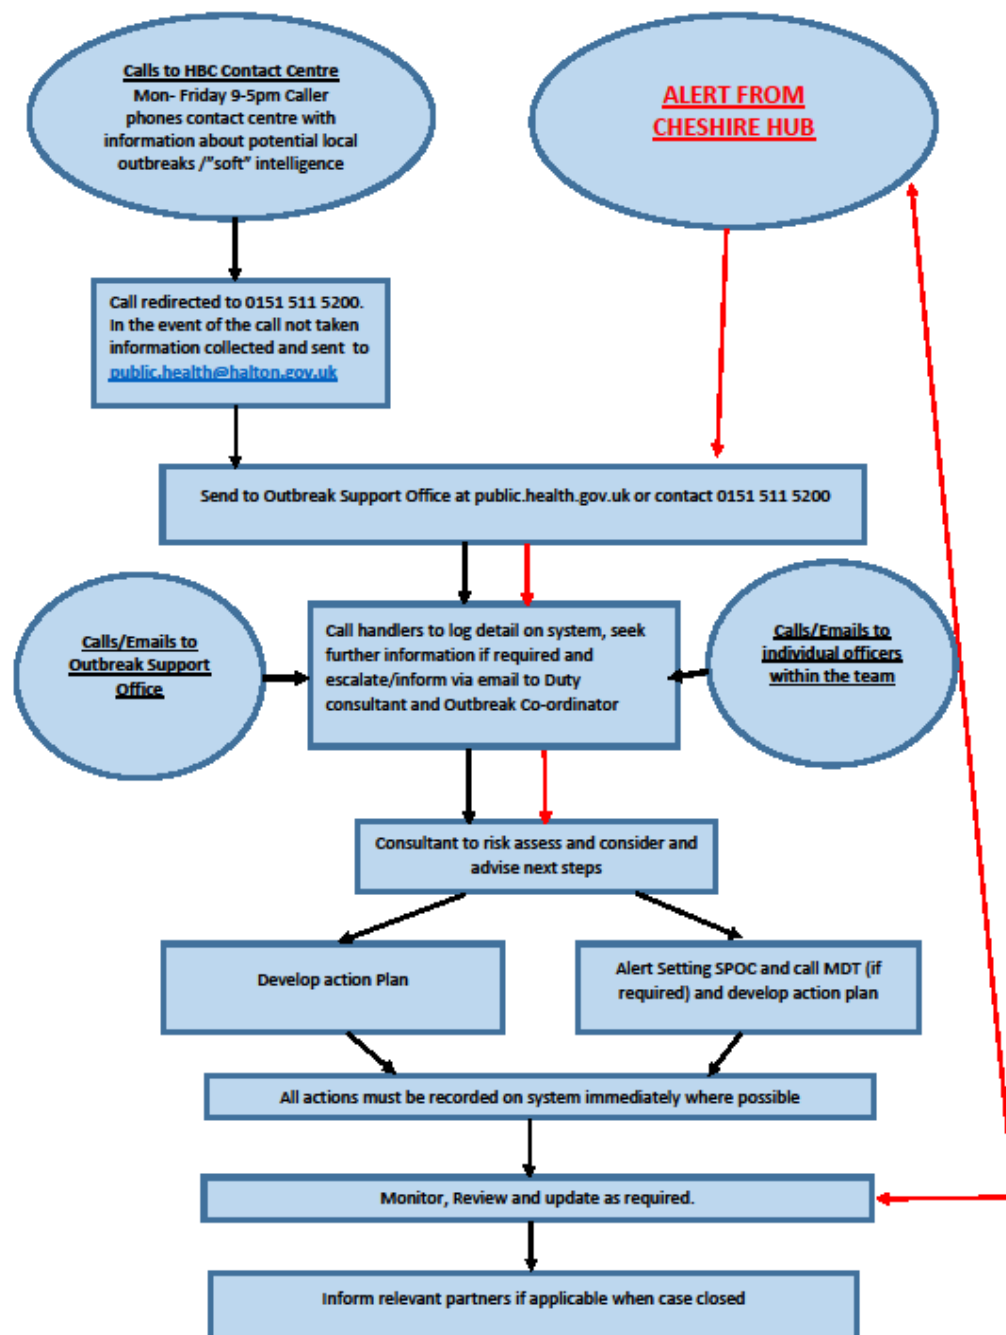 Calls to HBC Contact Centre
Mon- Friday 9-5pm Caller
phones contact centre with
information about potential local
outbreaks /"soft" intelligence
ALERT FROM
CHESHIRE HUB
Call redirected to 0151 511 5200.
In the event of the call not taken
information collected and sent to
public.health@halton.gov.uk
Send to Outbreak Support Office at public.health.gov.uk or contact 0151 511 5200
Calls/Emails to
Outbreak Support
Office
Call handlers to log detail on system, seek
further information if required and
escalate/inform via email to Duty
consultant and Outbreak Co-ordinator
Calls/Emails to
individual officers
within the team
Consultant to risk assess and consider and
advise next steps
Develop action Plan
Alert Setting SPOC and call MDT (if
required) and develop action plan
All actions must be recorded on system immediately where possible
Monitor, Review and update as required.
Inform relevant partners if applicable when case closed